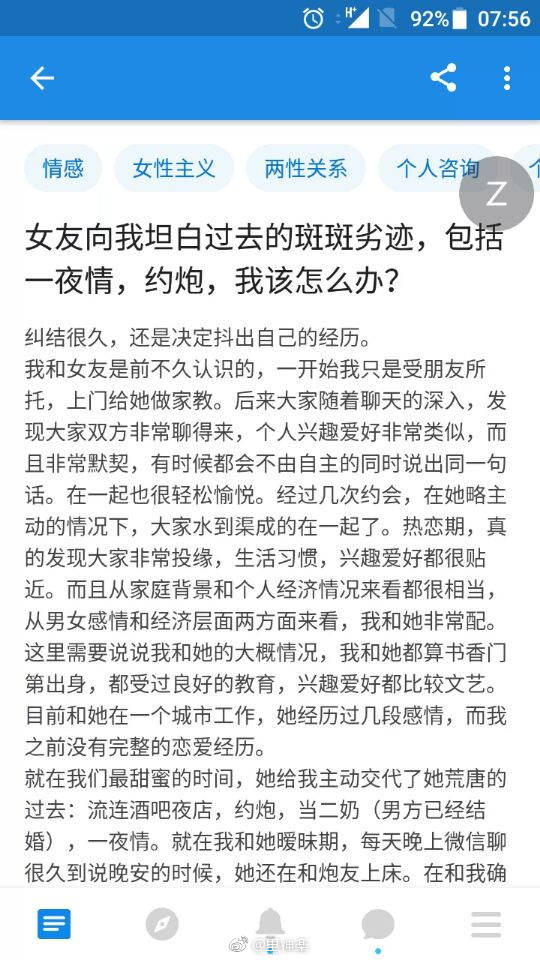 H+ 92% 07:56
情感 女性主义 两性关系 个人咨询
Z
女友向我坦白过去的斑斑劣迹，包括
一夜情，约炮，我该怎么办？
纠结很久，还是决定抖出自己的经历。
我和女友是前不久认识的，一开始我只是受朋友所
托，上门给她做家教。后来大家随着聊天的深入，发
现大家双方非常聊得来，个人兴趣爱好非常类似，而
且非常默契，有时候都会不由自主的同时说出同一句
话。在一起也很轻松愉悦。经过几次约会，在她略主
动的情况下，大家水到渠成的在一起了。热恋期，真
的发现大家非常投缘，生活习惯，兴趣爱好都很贴
近。而且从家庭背景和个人经济情况来看都很相当，
从男女感情和经济层面两方面来看，我和她非常配。
这里需要说说我和她的大概情况，我和她都算书香门
第出身，都受过良好的教育，兴趣爱好都比较文艺。
目前和她在一个城市工作，她经历过几段感情，而我
之前没有完整的恋爱经历。
就在我们最甜蜜的时间，她给我主动交代了她荒唐的
过去：流连酒吧夜店，约炮，当二奶（男方已经结
婚），一夜情。就在我和她暧昧期，每天晚上微信聊
很久到说晚安的时候，她还在和炮友上床。在和我确